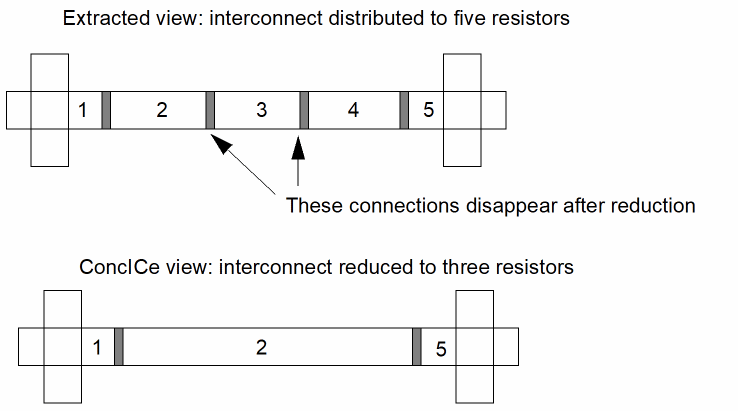 Extracted view: interconnect distributed to five resistors
1 2 3 4 5
These connections disappear after reduction
ConcICe view: interconnect reduced to three resistors
1 2 5